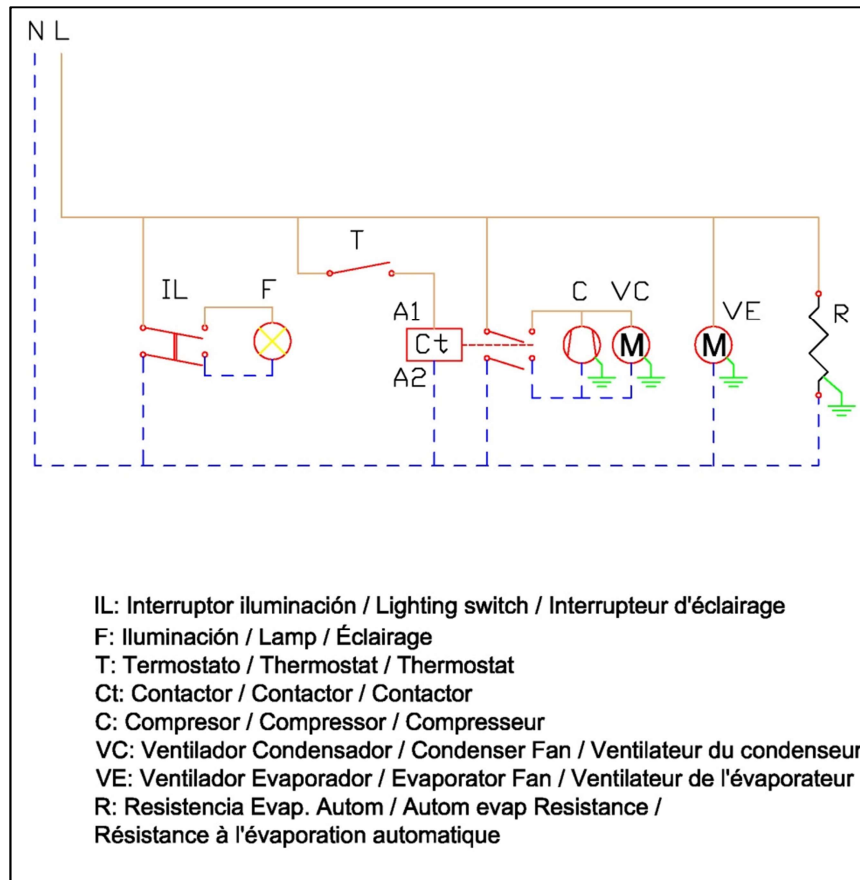 N L
T
IL
F
C
VC
A1
VE
R
Ct
M
M
A2
IL: Interruptor iluminación / Lighting switch / Interrupteur d'éclairage
F: Iluminación / Lamp / Éclairage
T: Termostato / Thermostat / Thermostat
Ct: Contactor / Contactor / Contactor
C: Compresor / Compressor / Compresseur
VC: Ventilador Condensador / Condenser Fan / Ventilateur du condenseur
VE: Ventilador Evaporador / Evaporator Fan / Ventilateur de l'évaporateur
R: Resistencia Evap. Autom / Autom evap Resistance /
Résistance à l'évaporation automatique